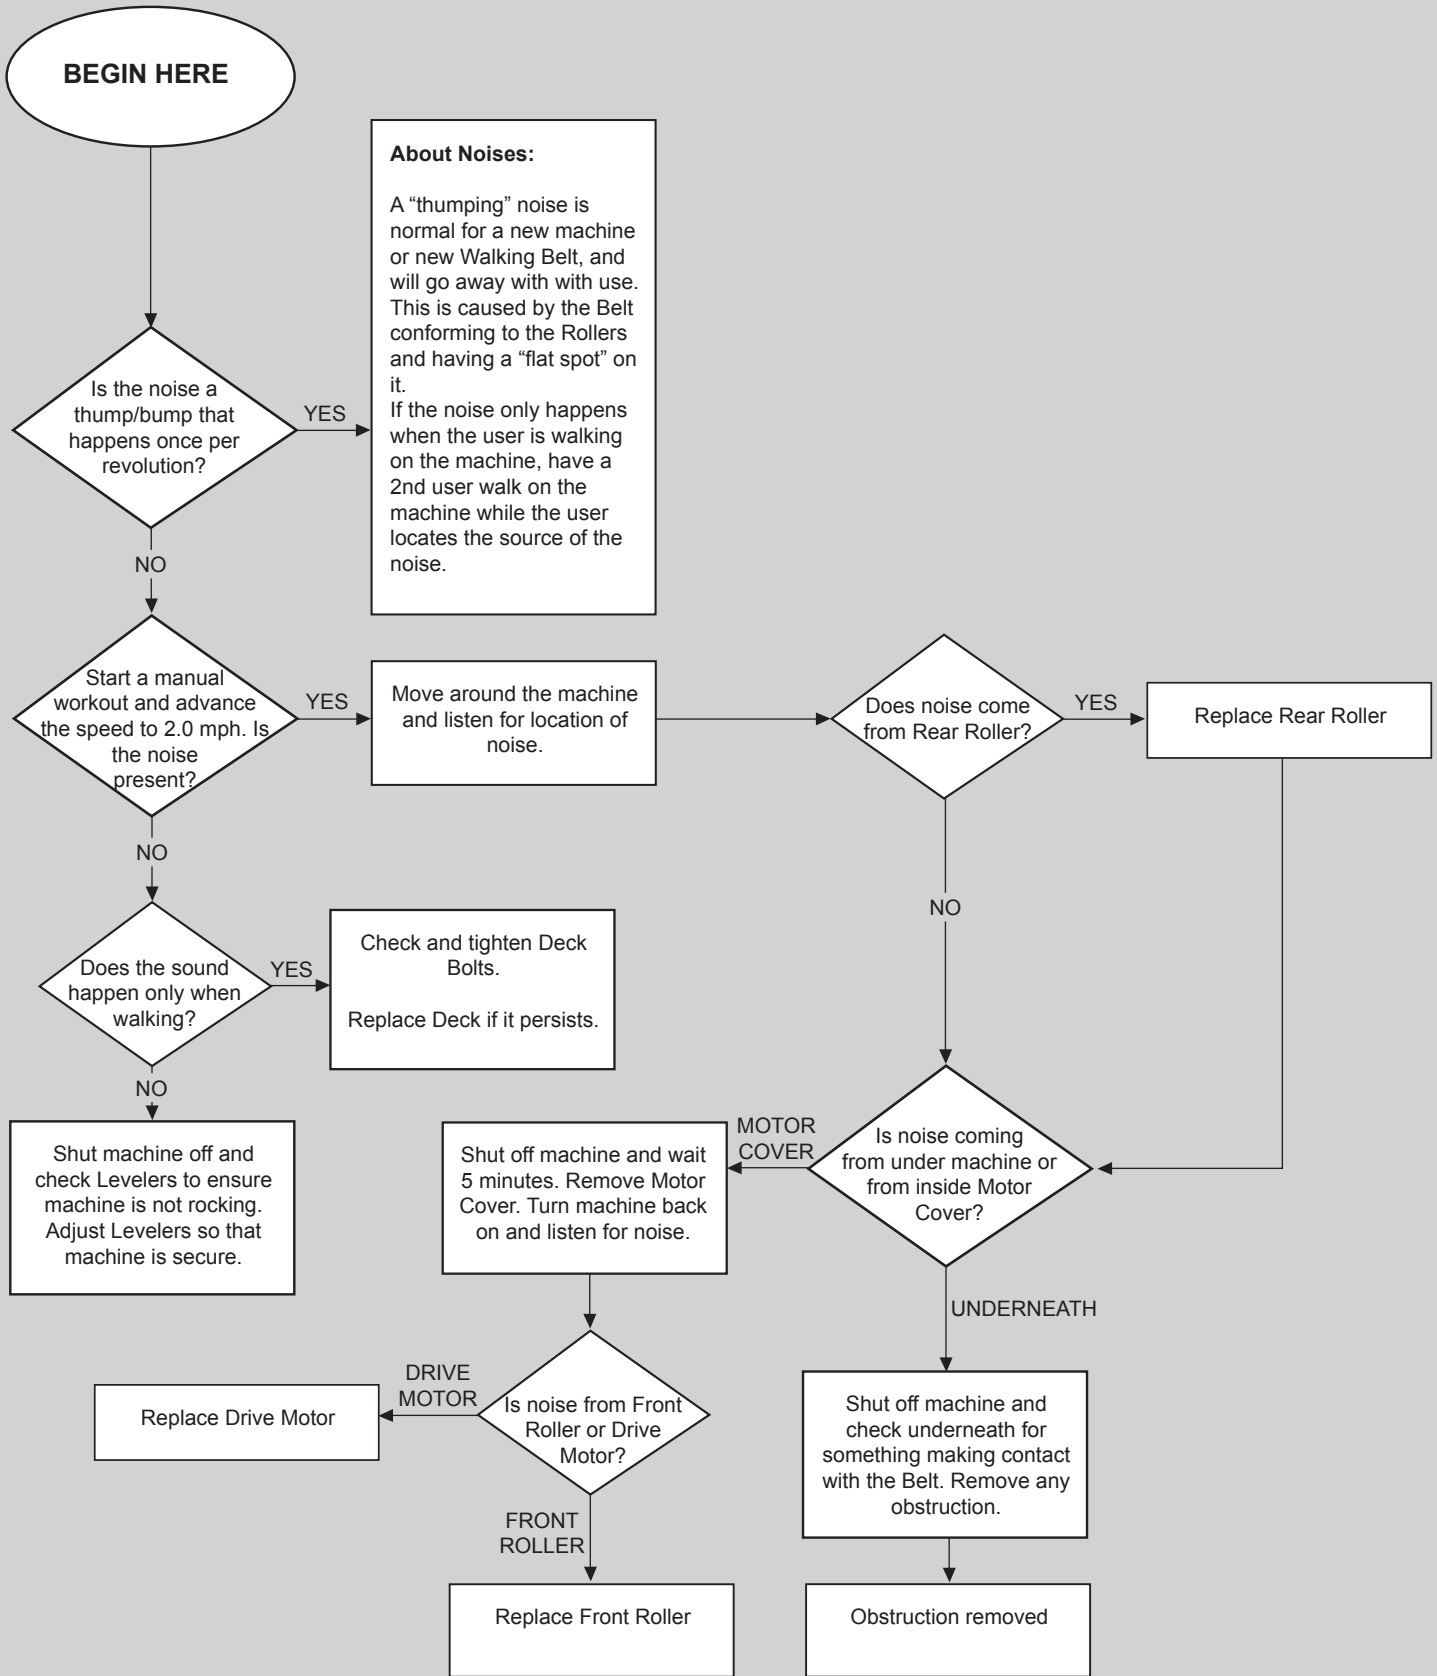 BEGIN HERE
About Noises:
A “thumping” noise is
normal for a new machine
or new Walking Belt, and
will go away with with use.
This is caused by the Belt
conforming to the Rollers
and having a “flat spot” on
it.
If the noise only happens
when the user is walking
on the machine, have a
2nd user walk on the
machine while the user
locates the source of the
noise.
Is the noise a
thump/bump that
happens once per
revolution?
YES
NO
Start a manual
workout and advance
the speed to 2.0 mph. Is
the noise
present?
YES
Move around the machine
and listen for location of
noise.
Does noise come
from Rear Roller?
YES
Replace Rear Roller
NO
NO
Does the sound
happen only when
walking?
YES
Check and tighten Deck
Bolts.
Replace Deck if it persists.
NO
Shut machine off and
check Levelers to ensure
machine is not rocking.
Adjust Levelers so that
machine is secure.
Is noise coming
from under machine or
from inside Motor
Cover?
MOTOR
COVER
Shut off machine and wait
5 minutes. Remove Motor
Cover. Turn machine back
on and listen for noise.
UNDERNEATH
Is noise from Front
Roller or Drive
Motor?
DRIVE
MOTOR
Replace Drive Motor
Shut off machine and
check underneath for
something making contact
with the Belt. Remove any
obstruction.
FRONT
ROLLER
Replace Front Roller
Obstruction removed